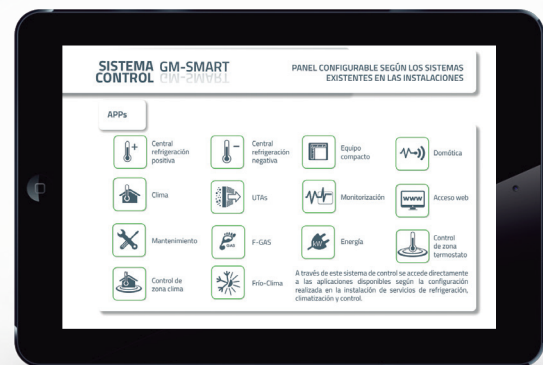 SISTEMA GM-SMART
CONTROL GM-SMART
PANEL CONFIGURABLE SEGÚN LOS SISTEMAS
EXISTENTES EN LAS INSTALACIONES
APPs
Central
refrigeración
positiva
Central
refrigeración
negativa
Equipo
compacto
Domótica
Clima
UTAs
Monitorización
www
Acceso web
Mantenimiento
GAS
F-GAS
kW
Energía
Control
de zona
termostato
Control de
zona clima
Frío-Clima
A través de este sistema de control se accede directamente
a las aplicaciones disponibles según la configuración
realizada en la instalación de servicios de refrigeración,
climatización y control.